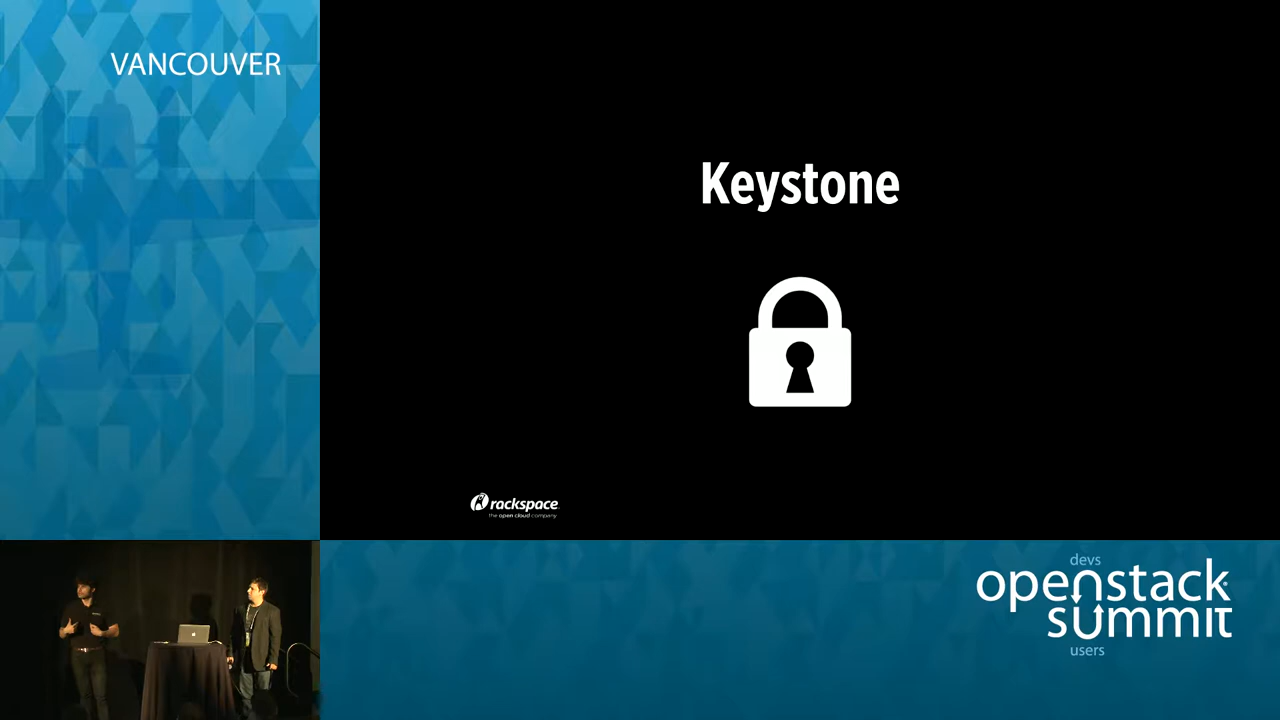 VANCOUVER
Keystone
rackspace
the open cloud company
devs
openstack
summit
users